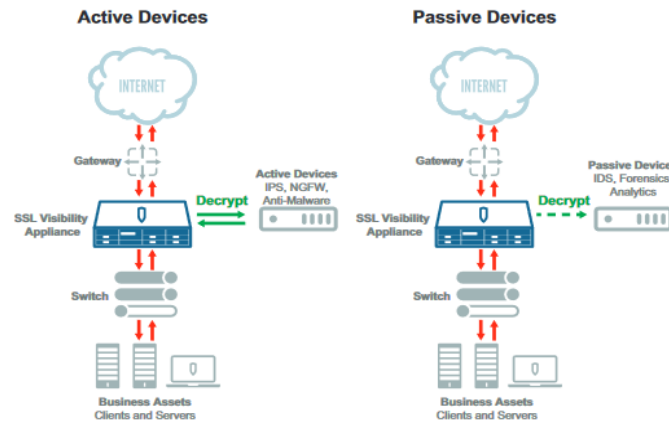 Active Devices
INTERNET
Gateway
Active Devices
IPS, NGFW,
Anti-Malware
Decrypt
SSL Visibility
Appliance
Switch
Business Assets
Clients and Servers
Passive Devices
INTERNET
Gateway
Passive Device
IDS, Forensics
Analytics
Decrypt
SSL Visibility
Appliance
Switch
Business Assets
Clients and Servers